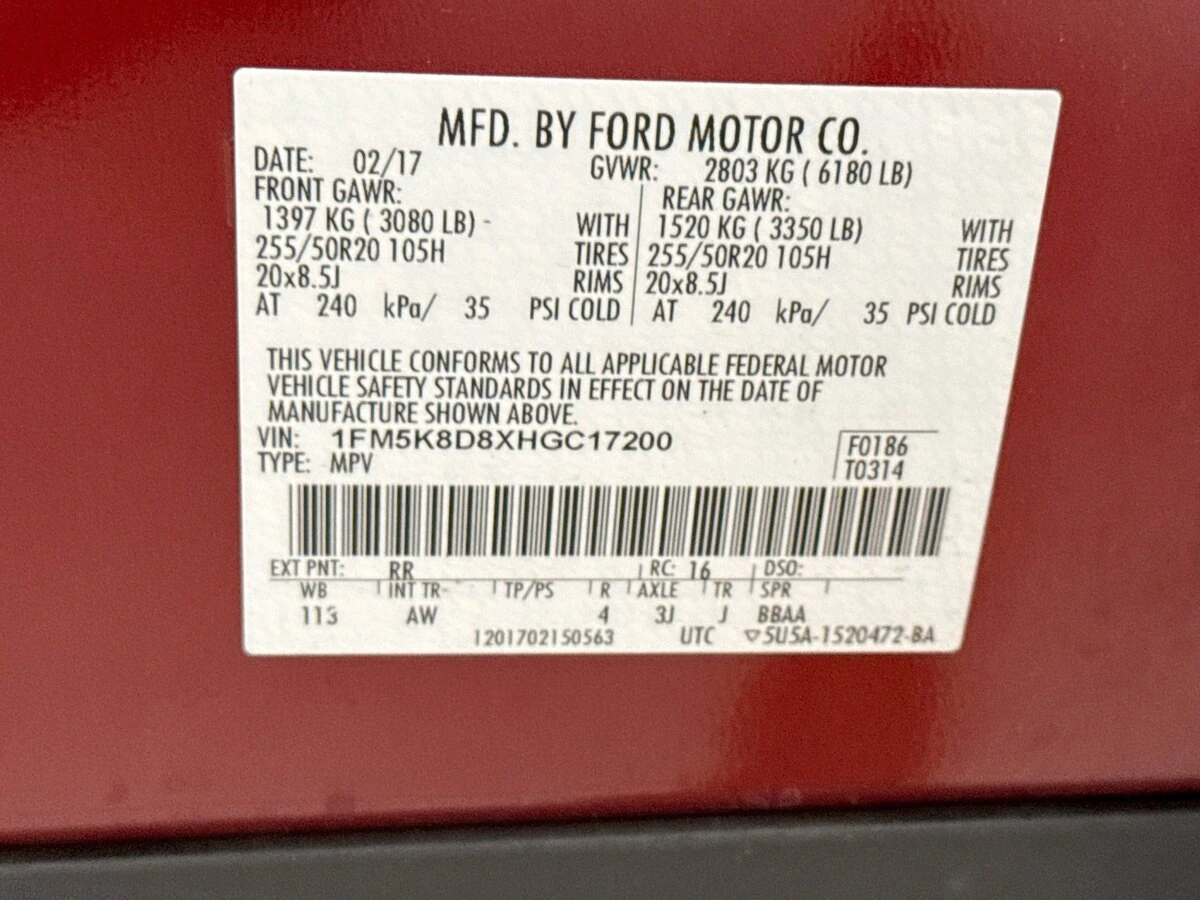 MFD. BY FORD MOTOR CO.
DATE: 02/17 GVWR: 2803 KG ( 6180 LB)
FRONT GAWR: REAR GAWR:
1397 KG ( 3080 LB) - WITH 1520 KG ( 3350 LB) WITH
255/50R20 105H TIRES 255/50R20 105H TIRES
20x8.5J RIMS 20x8.5J RIMS
AT 240 kPa/ 35 PSI COLD AT 240 kPa/ 35 PSI COLD
THIS VEHICLE CONFORMS TO ALL APPLICABLE FEDERAL MOTOR
VEHICLE SAFETY STANDARDS IN EFFECT ON THE DATE OF
MANUFACTURE SHOWN ABOVE.
VIN: 1FM5K8D8XHGC17200 F0186
TYPE: MPV T0314
EXT PNT: RR RC: 16 DSO:
WB INT TR TP/PS R AXLE TR SPR
113 AW 4 3J J BBAA
1201702150563 UTC ▽5U5A-1520472-BA